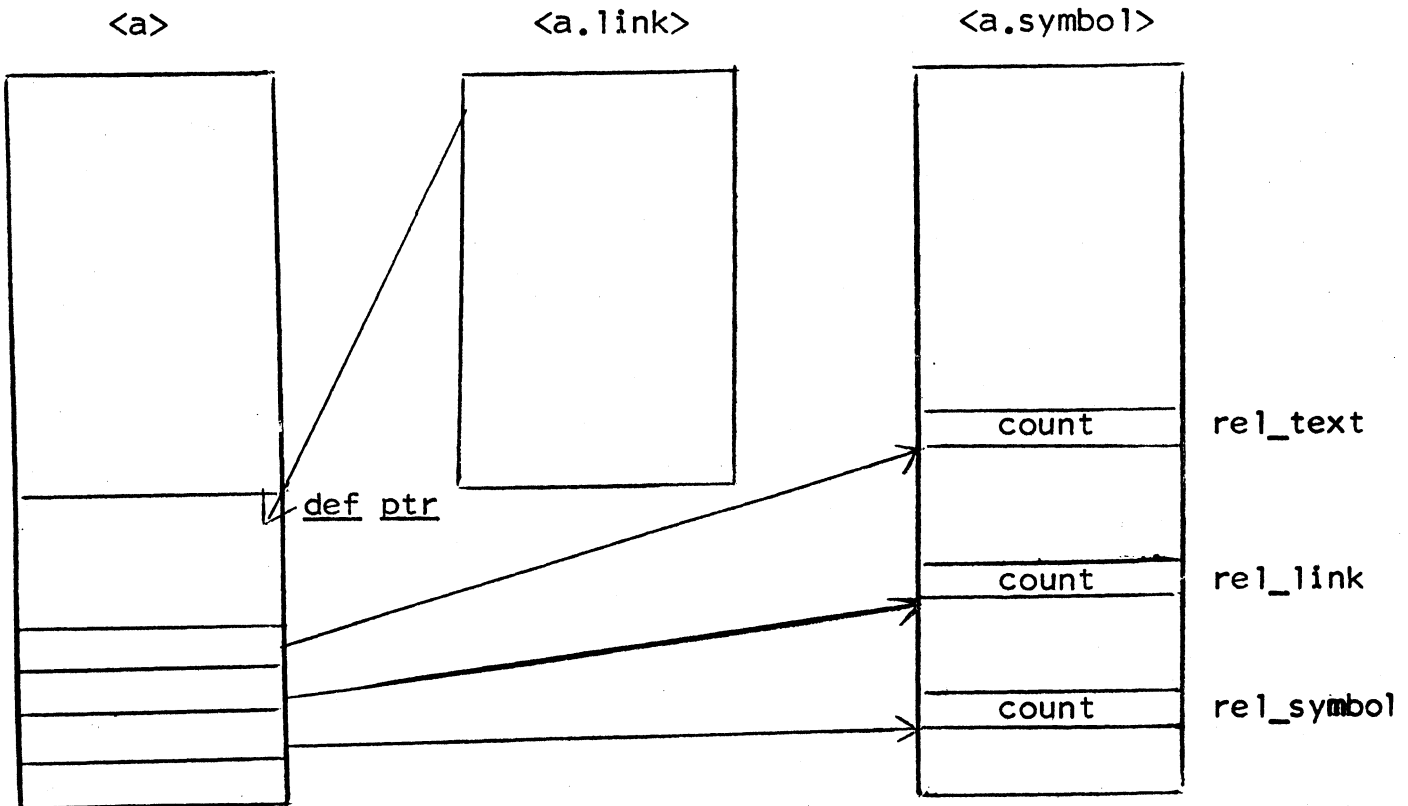 <a>
<a.link>
<a.symbol>
count rel_text
def ptr
count rel_link
count rel_symbol